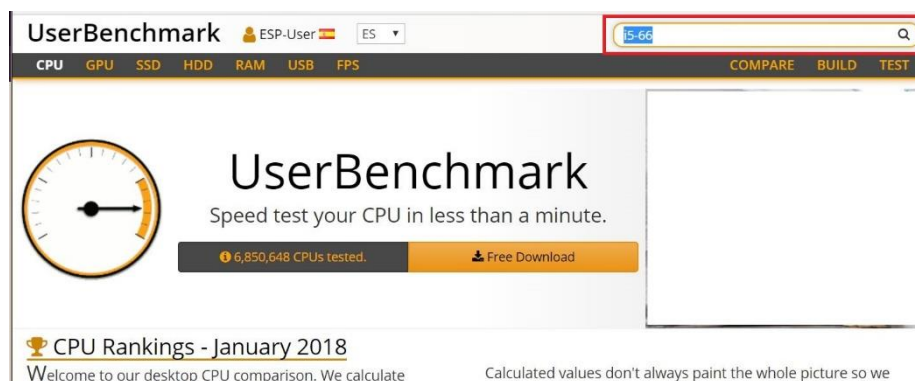 UserBenchmark ESP-User ES i5-66
CPU GPU SSD HDD RAM USB FPS COMPARE BUILD TEST
UserBenchmark
Speed test your CPU in less than a minute.
6,850,648 CPUs tested. Free Download
CPU Rankings - January 2018
Welcome to our desktop CPU comparison. We calculate
Calculated values don't always paint the whole picture so we